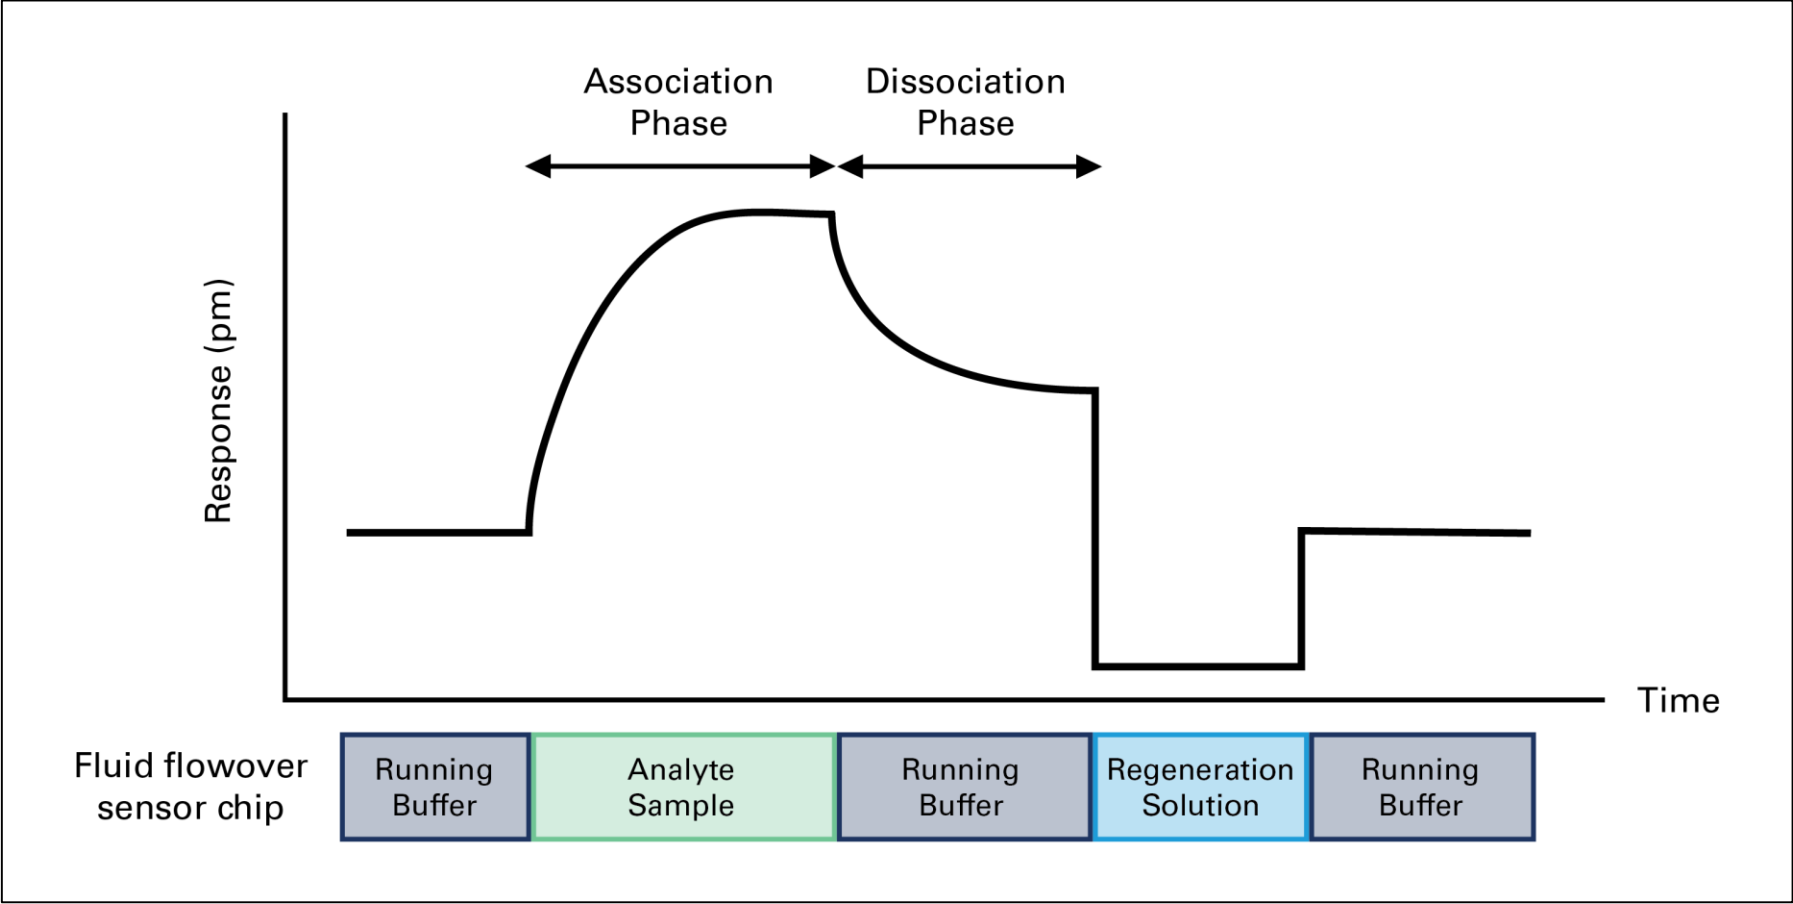 Association
Phase
Dissociation
Phase
Response (pm)
Time
Fluid flowover
sensor chip
Running
Buffer
Analyte
Sample
Running
Buffer
Regeneration
Solution
Running
Buffer